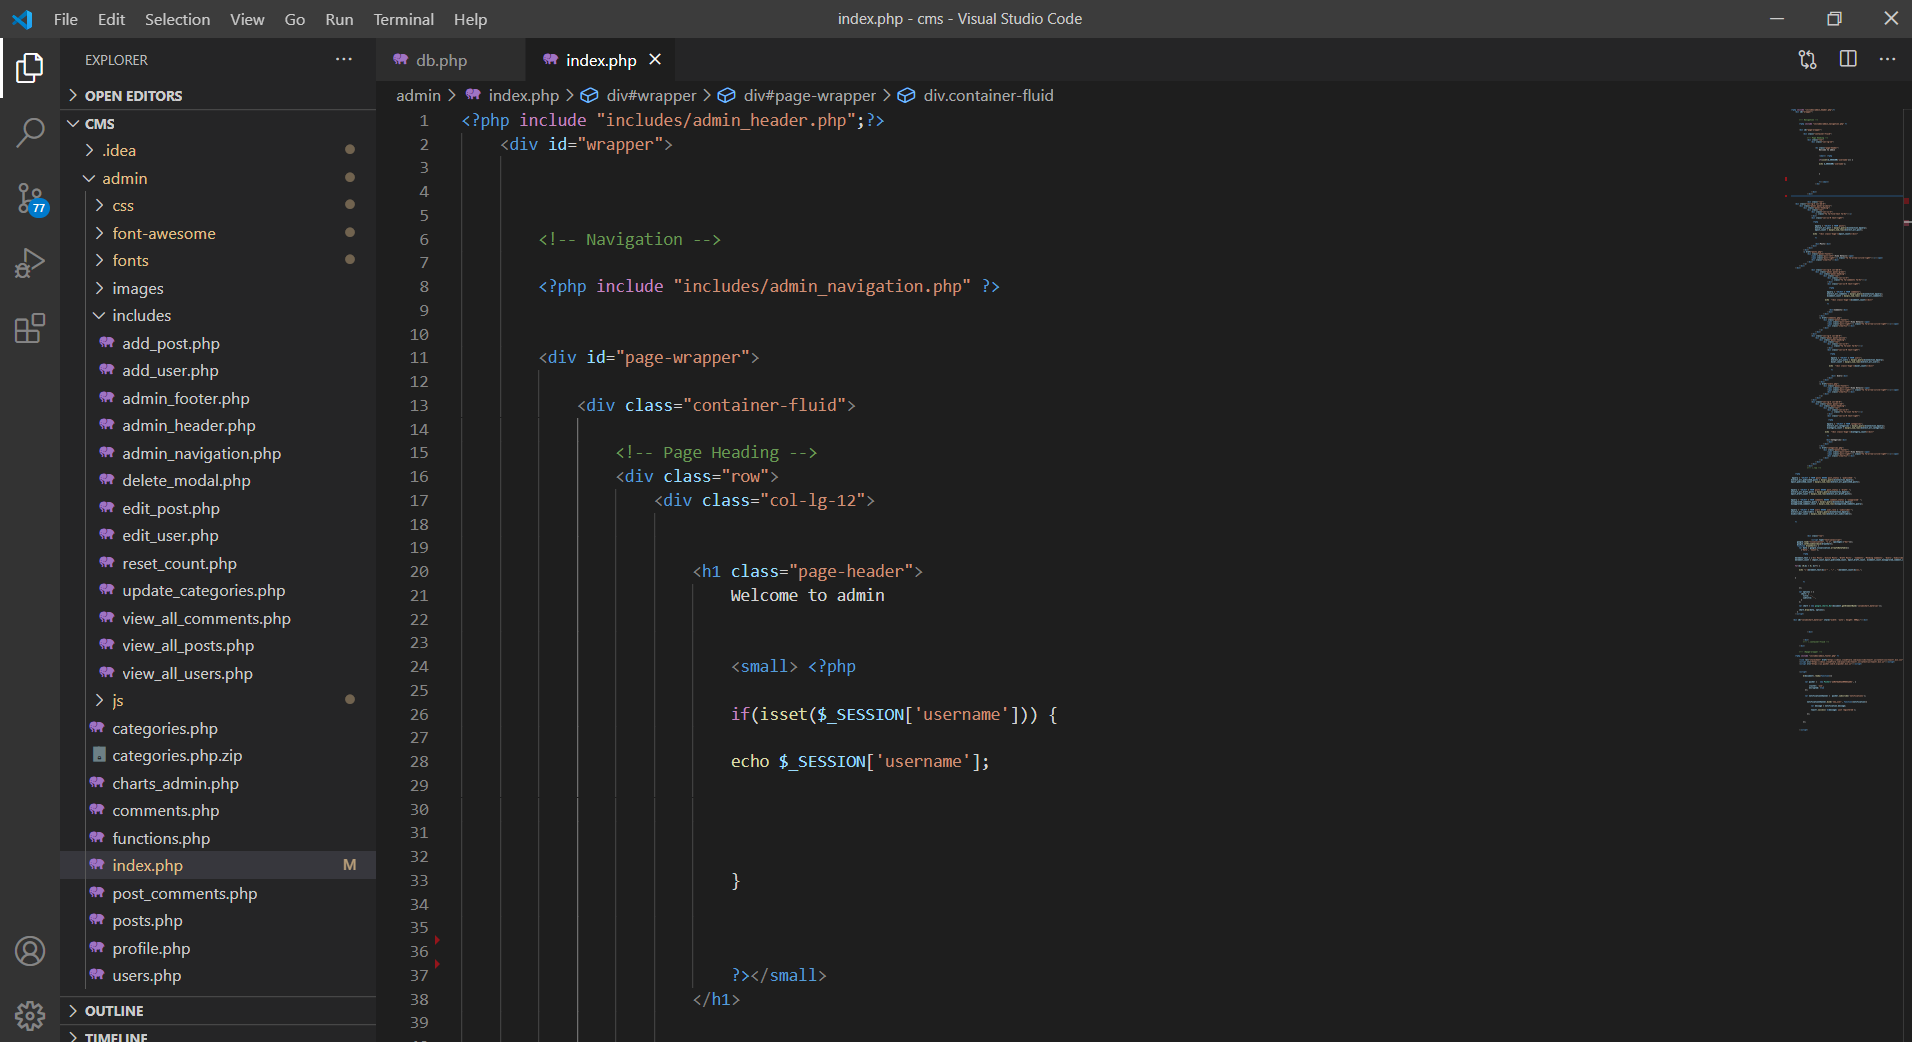 File Edit Selection View Go Run Terminal Help
index.php - cms - Visual Studio Code
EXPLORER
OPEN EDITORS
CMS
.idea
admin
css
font-awesome
fonts
images
includes
add_post.php
add_user.php
admin_footer.php
admin_header.php
admin_navigation.php
delete_modal.php
edit_post.php
edit_user.php
reset_count.php
update_categories.php
view_all_comments.php
view_all_posts.php
view_all_users.php
js
categories.php
categories.php.zip
charts_admin.php
comments.php
functions.php
index.php M
post_comments.php
posts.php
profile.php
users.php
OUTLINE
TIMELINE
77
db.php index.php
admin > index.php > div#wrapper > div#page-wrapper > div.container-fluid
1 <?php include "includes/admin_header.php";?>
2 <div id="wrapper">
3
4
5
6 <!-- Navigation -->
7
8 <?php include "includes/admin_navigation.php" ?>
9
10
11 <div id="page-wrapper">
12
13 <div class="container-fluid">
14
15 <!-- Page Heading -->
16 <div class="row">
17 <div class="col-lg-12">
18
19
20 <h1 class="page-header">
21 Welcome to admin
22
23
24 <small> <?php
25
26 if(isset($_SESSION['username'])) {
27
28 echo $_SESSION['username'];
29
30
31
32
33 }
34
35
36
37 ?></small>
38 </h1>
39